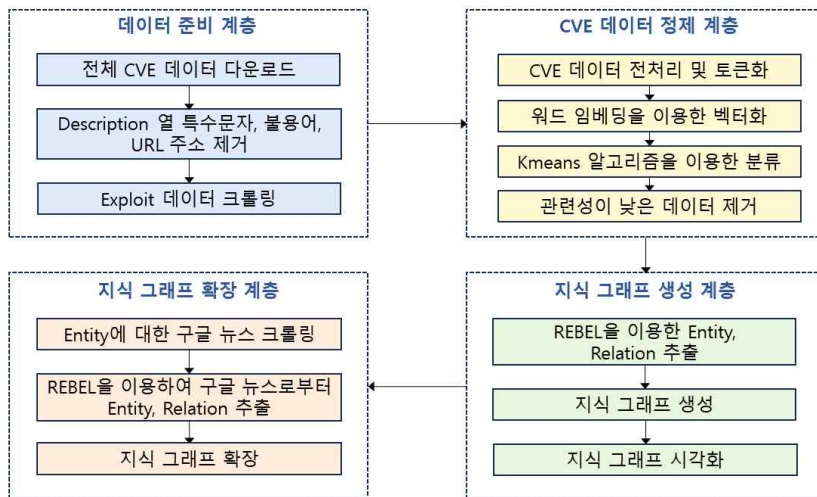 데이터 준비 계층
전체 CVE 데이터 다운로드
Description 열 특수문자, 불용어,
URL 주소 제거
Exploit 데이터 크롤링
CVE 데이터 정제 계층
CVE 데이터 전처리 및 토큰화
워드 임베딩을 이용한 벡터화
Kmeans 알고리즘을 이용한 분류
관련성이 낮은 데이터 제거
지식 그래프 생성 계층
REBEL을 이용한 Entity,
Relation 추출
지식 그래프 생성
지식 그래프 시각화
지식 그래프 확장 계층
Entity에 대한 구글 뉴스 크롤링
REBEL을 이용하여 구글 뉴스로부터
Entity, Relation 추출
지식 그래프 확장